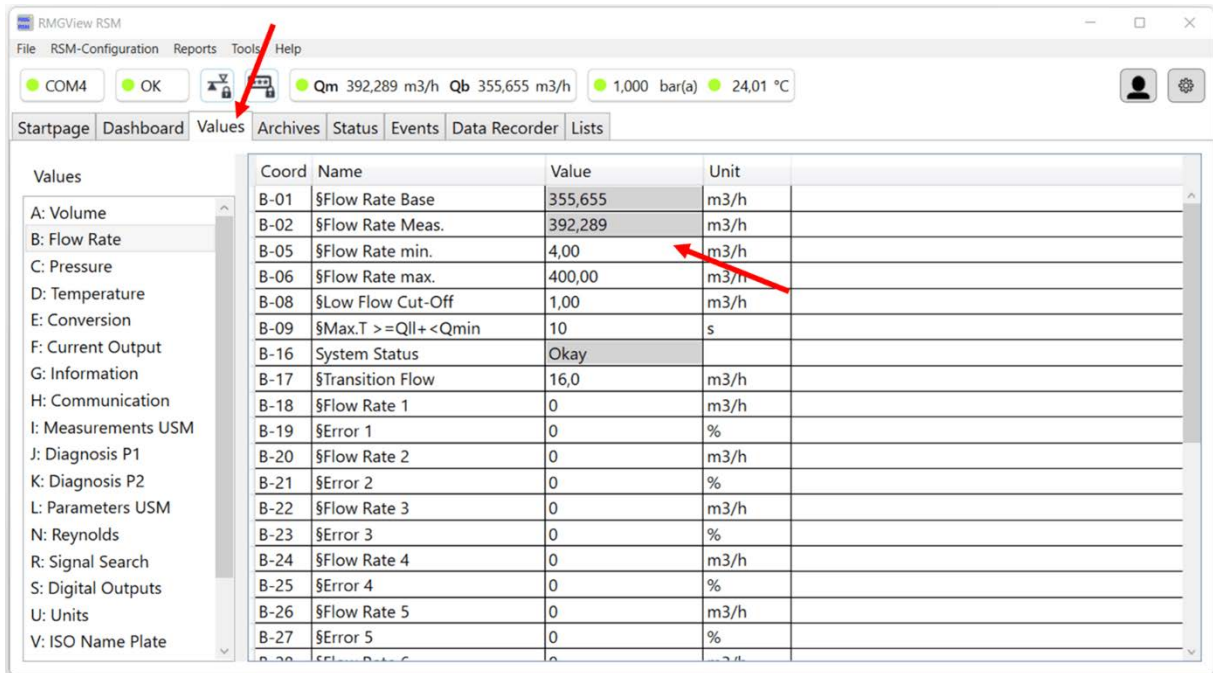 RMGView RSM
File RSM-Configuration Reports Tools Help
COM4 OK Qm 392,289 m3/h Qb 355,655 m3/h 1,000 bar(a) 24,01 °C
Startpage Dashboard Values Archives Status Events Data Recorder Lists
Values
A: Volume
B: Flow Rate
C: Pressure
D: Temperature
E: Conversion
F: Current Output
G: Information
H: Communication
I: Measurements USM
J: Diagnosis P1
K: Diagnosis P2
L: Parameters USM
N: Reynolds
R: Signal Search
S: Digital Outputs
U: Units
V: ISO Name Plate
Coord Name Value Unit
B-01 §Flow Rate Base 355,655 m3/h
B-02 §Flow Rate Meas. 392,289 m3/h
B-05 §Flow Rate min. 4,00 m3/h
B-06 §Flow Rate max. 400,00 m3/h
B-08 §Low Flow Cut-Off 1,00 m3/h
B-09 §Max.T >=Qll+<Qmin 10 s
B-16 System Status Okay
B-17 §Transition Flow 16,0 m3/h
B-18 §Flow Rate 1 0 m3/h
B-19 §Error 1 0 %
B-20 §Flow Rate 2 0 m3/h
B-21 §Error 2 0 %
B-22 §Flow Rate 3 0 m3/h
B-23 §Error 3 0 %
B-24 §Flow Rate 4 0 m3/h
B-25 §Error 4 0 %
B-26 §Flow Rate 5 0 m3/h
B-27 §Error 5 0 %